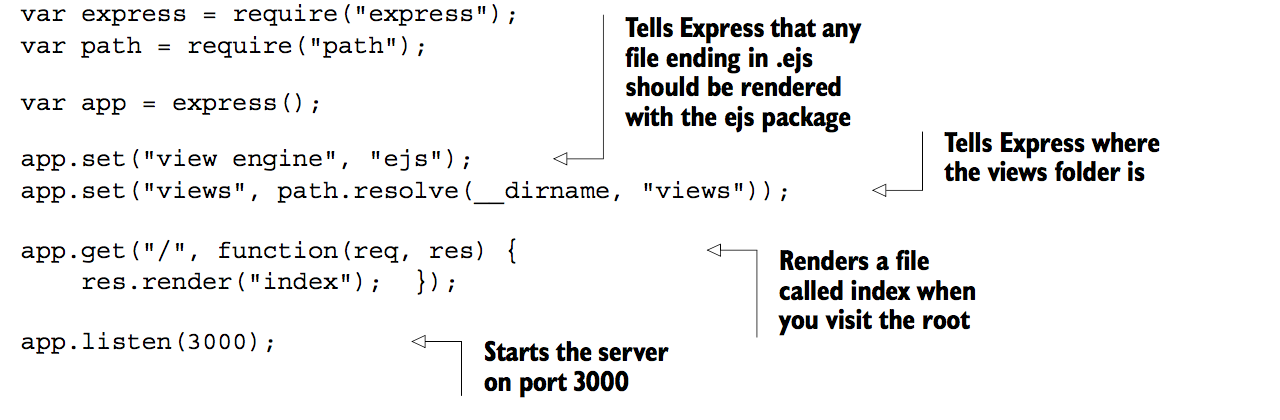 var express = require("express");
var path = require("path");
var app = express();
app.set("view engine", "ejs");
app.set("views", path.resolve(__dirname, "views"));
app.get("/", function(req, res) {
    res.render("index");  });
app.listen(3000);
Tells Express that any
file ending in .ejs
should be rendered
with the ejs package
Tells Express where
the views folder is
Renders a file
called index when
you visit the root
Starts the server
on port 3000